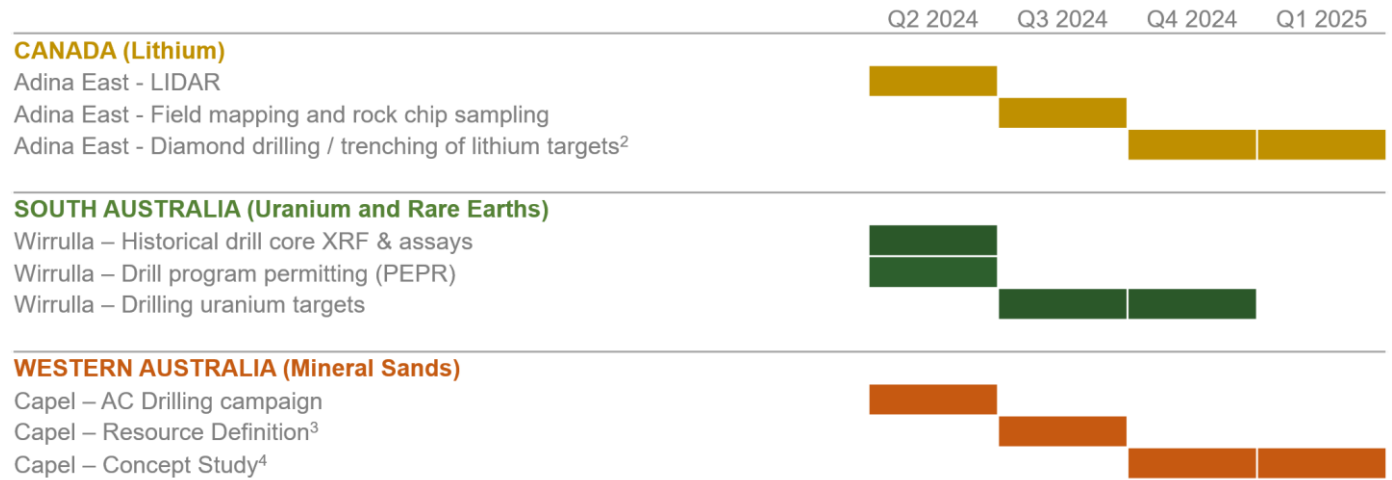 Q2 2024 Q3 2024 Q4 2024 Q1 2025
CANADA (Lithium)
Adina East - LIDAR
Adina East - Field mapping and rock chip sampling
Adina East - Diamond drilling / trenching of lithium targets²
SOUTH AUSTRALIA (Uranium and Rare Earths)
Wirrulla – Historical drill core XRF & assays
Wirrulla – Drill program permitting (PEPR)
Wirrulla – Drilling uranium targets
WESTERN AUSTRALIA (Mineral Sands)
Capel – AC Drilling campaign
Capel – Resource Definition³
Capel – Concept Study⁴